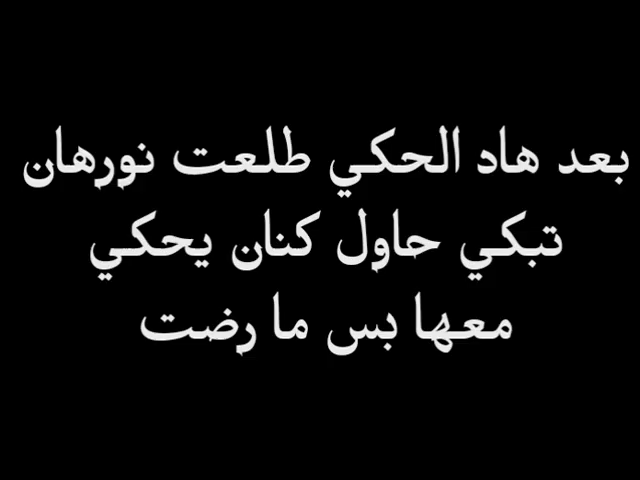 بعد هاد الحكي طلعت نورهان
تبكي حاول كنان يحكي
معها بس ما رضت